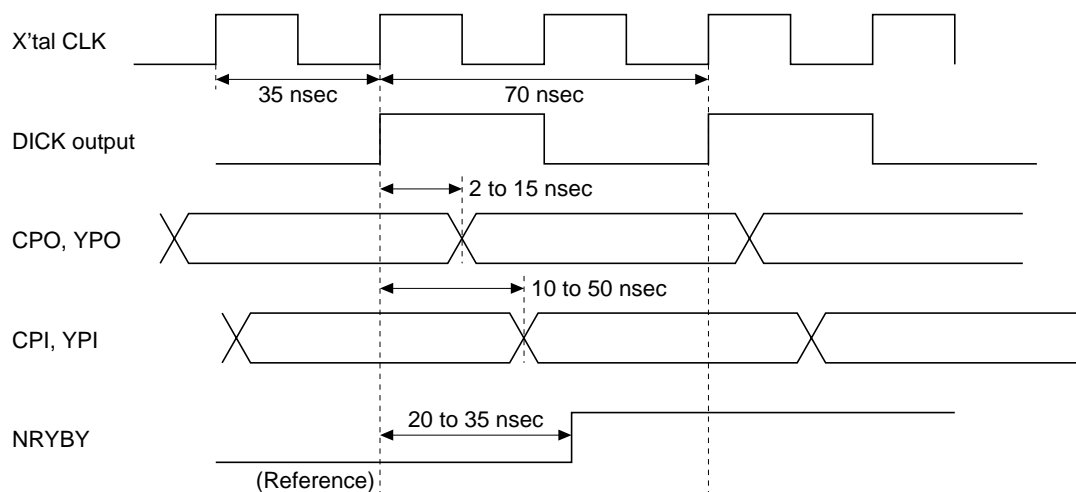 X'tal CLK
35 nsec
70 nsec
DICK output
2 to 15 nsec
CPO, YPO
10 to 50 nsec
CPI, YPI
20 to 35 nsec
NRYBY
(Reference)